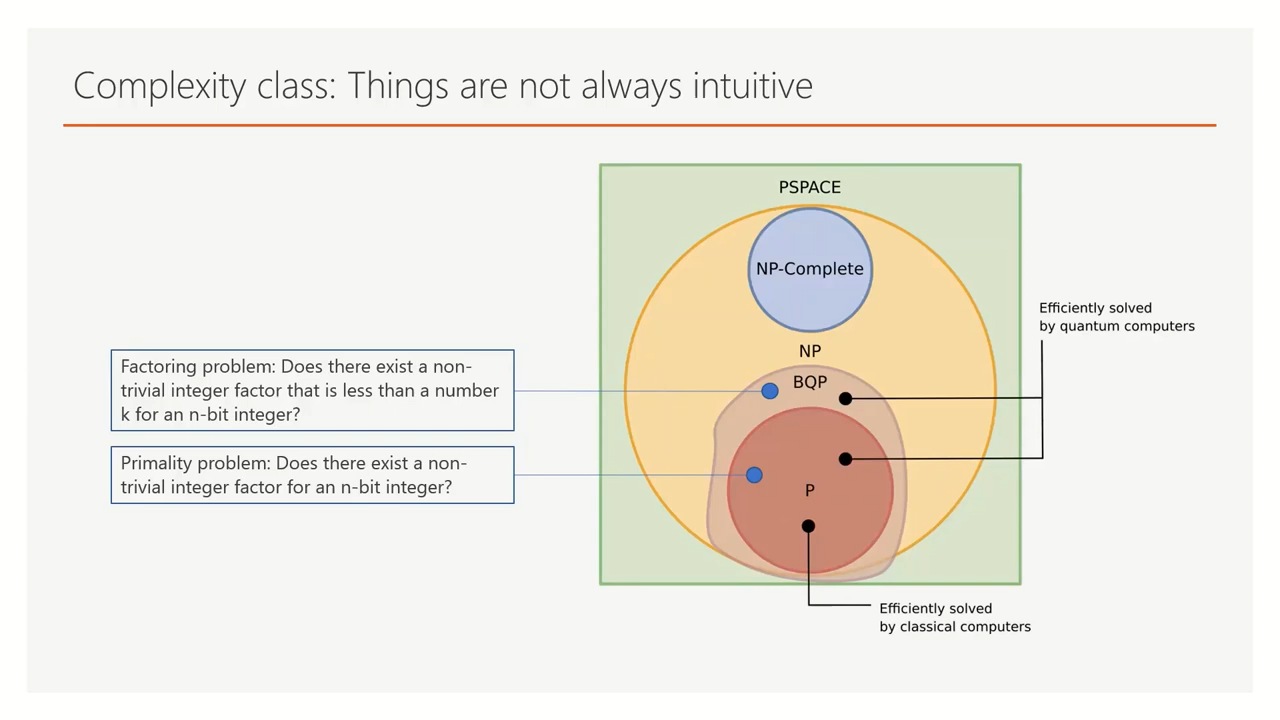 Complexity class: Things are not always intuitive
PSPACE
NP-Complete
Efficiently solved
by quantum computers
NP
BQP
Factoring problem: Does there exist a non-
trivial integer factor that is less than a number
k for an n-bit integer?
Primality problem: Does there exist a non-
trivial integer factor for an n-bit integer?
P
Efficiently solved
by classical computers